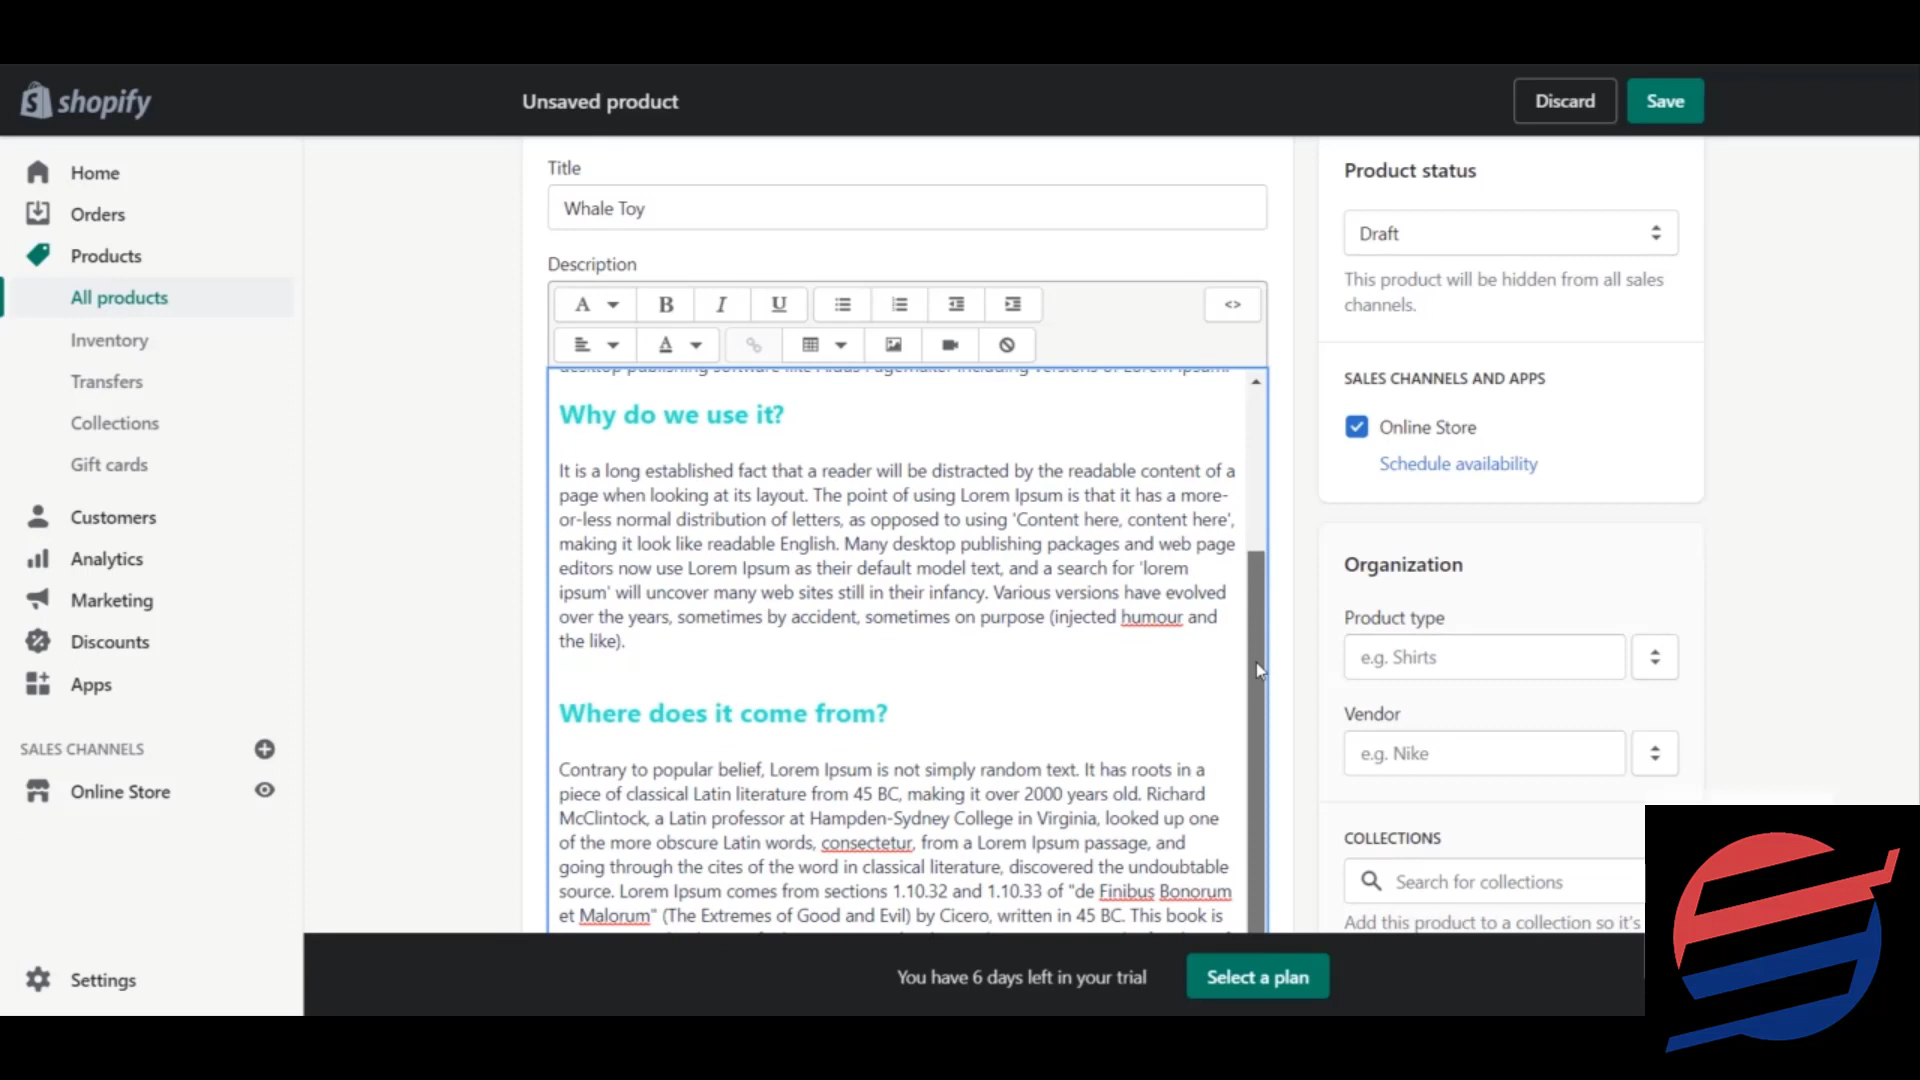 shopify
Unsaved product
Discard
Save
Home
Orders
Products
All products
Inventory
Transfers
Collections
Gift cards
Customers
Analytics
Marketing
Discounts
Apps
SALES CHANNELS
Online Store
Settings
Title
Whale Toy
Description
A
B
I
U
<>
A
desktop publishing software like Aldus PageMaker including versions of Lorem Ipsum.
Why do we use it?
It is a long established fact that a reader will be distracted by the readable content of a
page when looking at its layout. The point of using Lorem Ipsum is that it has a more-
or-less normal distribution of letters, as opposed to using 'Content here, content here',
making it look like readable English. Many desktop publishing packages and web page
editors now use Lorem Ipsum as their default model text, and a search for 'lorem
ipsum' will uncover many web sites still in their infancy. Various versions have evolved
over the years, sometimes by accident, sometimes on purpose (injected humour and
the like).
Where does it come from?
Contrary to popular belief, Lorem Ipsum is not simply random text. It has roots in a
piece of classical Latin literature from 45 BC, making it over 2000 years old. Richard
McClintock, a Latin professor at Hampden-Sydney College in Virginia, looked up one
of the more obscure Latin words, consectetur, from a Lorem Ipsum passage, and
going through the cites of the word in classical literature, discovered the undoubtable
source. Lorem Ipsum comes from sections 1.10.32 and 1.10.33 of "de Finibus Bonorum
et Malorum" (The Extremes of Good and Evil) by Cicero, written in 45 BC. This book is
Product status
Draft
This product will be hidden from all sales
channels.
SALES CHANNELS AND APPS
Online Store
Schedule availability
Organization
Product type
e.g. Shirts
Vendor
e.g. Nike
COLLECTIONS
Search for collections
Add this product to a collection so it's
You have 6 days left in your trial
Select a plan